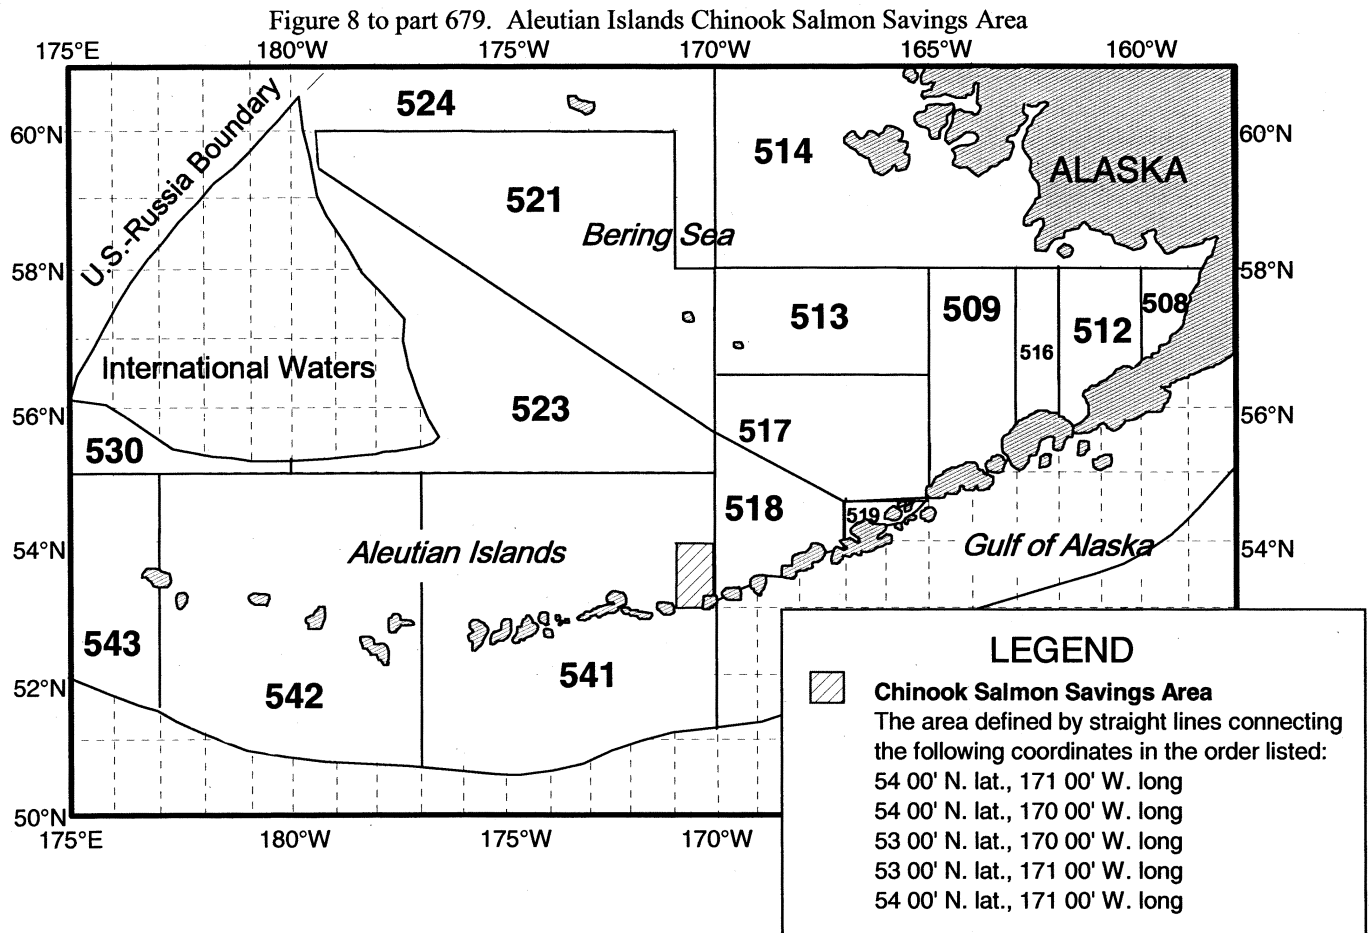 Figure 8 to part 679. Aleutian Islands Chinook Salmon Savings Area
175°E 180°W 175°W 170°W 165°W 160°W
U.S.-Russia Boundary
524
60°N 60°N
514
ALASKA
521
Bering Sea
58°N 58°N
513 509 516 512 508
International Waters
523
56°N 56°N
517
530
518 519
54°N Aleutian Islands Gulf of Alaska 54°N
543 542 541
52°N
50°N
175°E 180°W 175°W 170°W
LEGEND
Chinook Salmon Savings Area
The area defined by straight lines connecting
the following coordinates in the order listed:
54 00' N. lat., 171 00' W. long
54 00' N. lat., 170 00' W. long
53 00' N. lat., 170 00' W. long
53 00' N. lat., 171 00' W. long
54 00' N. lat., 171 00' W. long